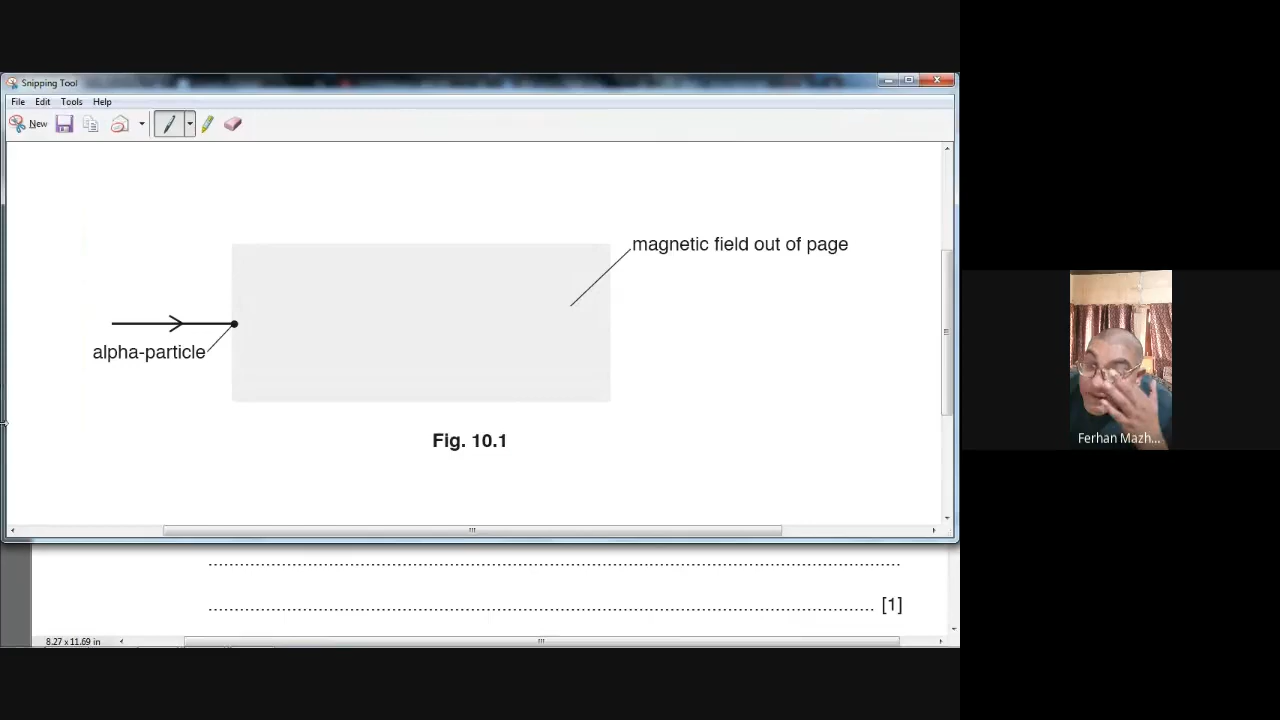 Snipping Tool
File Edit Tools Help
New
magnetic field out of page
alpha-particle
Fig. 10.1
Ferhan Mazh...
[1]
8.27 x 11.69 in